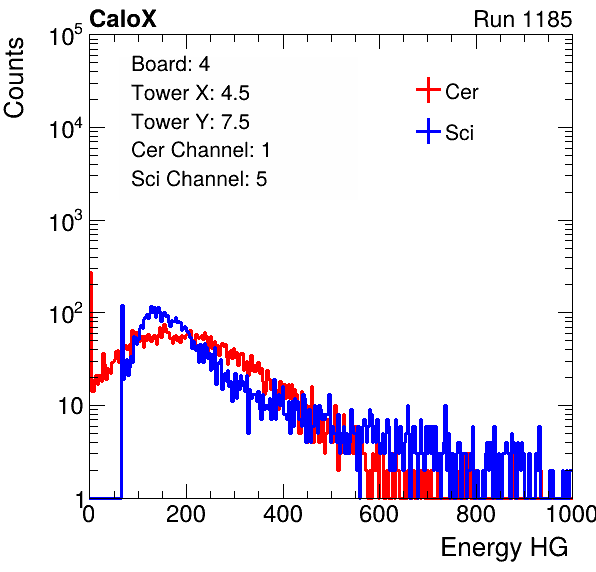 CaloX Run 1185
Counts
Board: 4
Tower X: 4.5
Tower Y: 7.5
Cer Channel: 1
Sci Channel: 5
Cer
Sci
10^5
10^4
10^3
10^2
10
1
0 200 400 600 800 1000
Energy HG